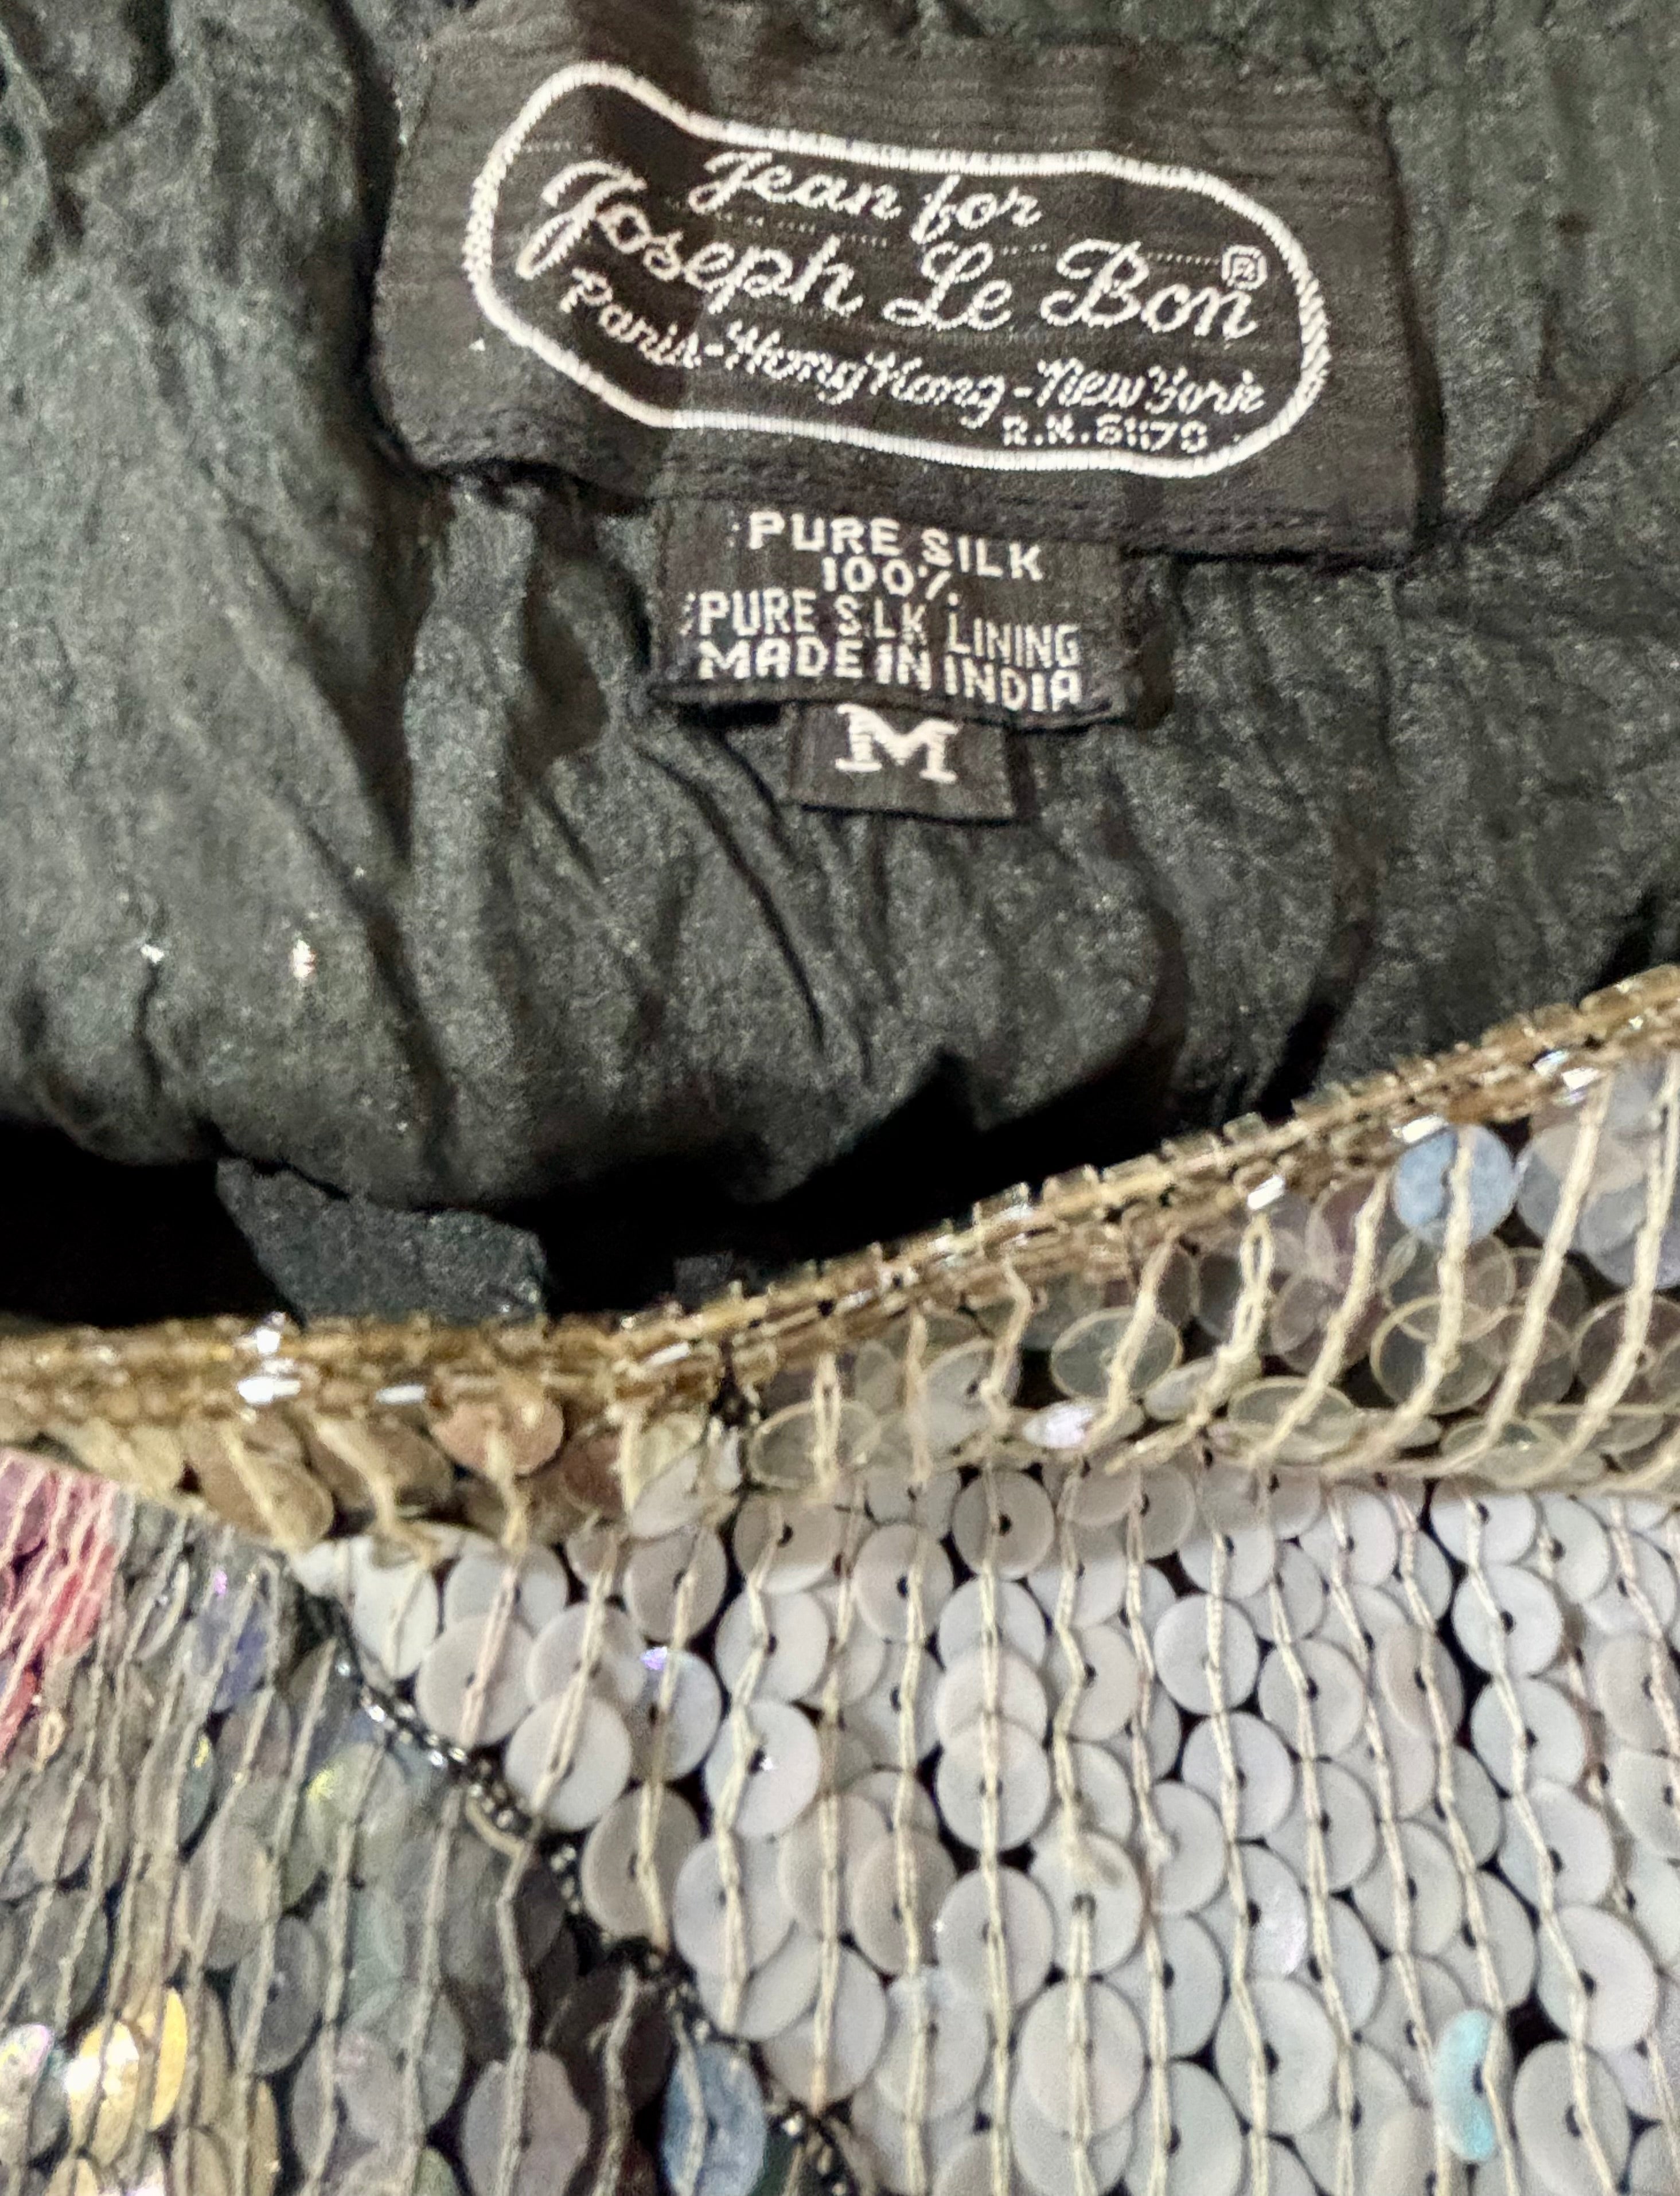 Jean for
Joseph Le Bon®
Paris-Hong Kong-New York
R.N. 61170
PURE SILK
100%
PURE SILK LINING
MADE IN INDIA
M